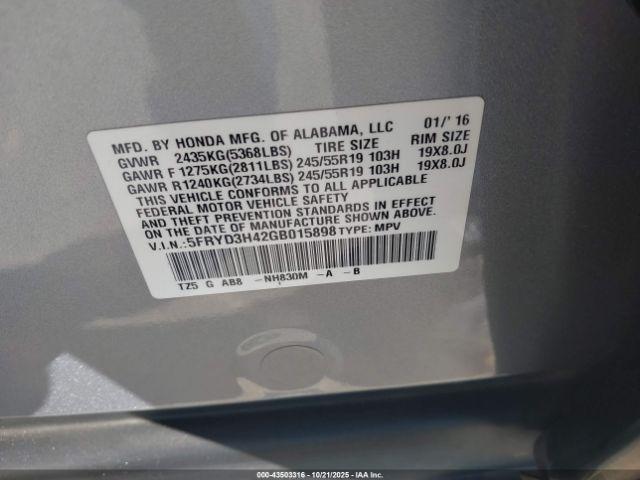 MFD. BY HONDA MFG. OF ALABAMA, LLC 01/'16
GVWR 2435KG(5368LBS) TIRE SIZE RIM SIZE
GAWR F 1275KG(2811LBS) 245/55R19 103H 19X8.0J
GAWR R1240KG(2734LBS) 245/55R19 103H 19X8.0J
THIS VEHICLE CONFORMS TO ALL APPLICABLE
FEDERAL MOTOR VEHICLE SAFETY
AND THEFT PREVENTION STANDARDS IN EFFECT
ON THE DATE OF MANUFACTURE SHOWN ABOVE.
V.I.N.:5FRYD3H42GB015898 TYPE: MPV
TZ5 G AB8 -NH830M -A -B
000-43503316 - 10/21/2025 - WWW.IAAI.COM